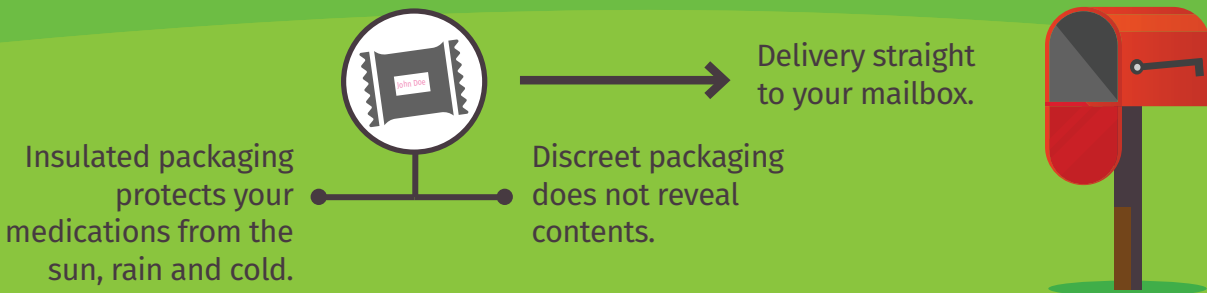 John Doe
Delivery straight
to your mailbox.
Insulated packaging
protects your
medications from the
sun, rain and cold.
Discreet packaging
does not reveal
contents.